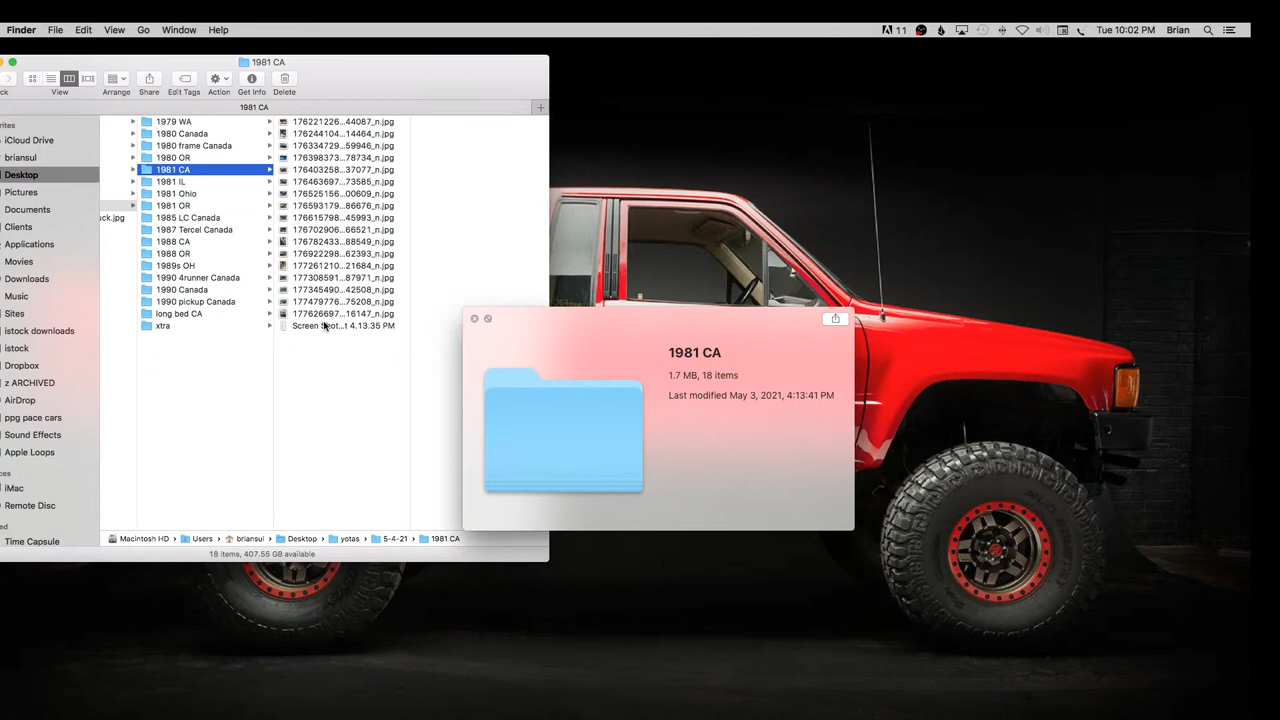 Finder File Edit View Go Window Help 11 Tue 10:02 PM Brian
1981 CA
ck View Arrange Share Edit Tags Action Get Info Delete
1981 CA
rites
iCloud Drive
briansul
Desktop
Pictures
Documents
Clients
Applications
Movies
Downloads
Music
Sites
istock downloads
istock
Dropbox
z ARCHIVED
AirDrop
ppg pace cars
Sound Effects
Apple Loops
ces
iMac
Remote Disc
ed
Time Capsule
uck.jpg
1979 WA
1980 Canada
1980 frame Canada
1980 OR
1981 CA
1981 IL
1981 Ohio
1981 OR
1985 LC Canada
1987 Tercel Canada
1988 CA
1988 OR
1989s OH
1990 4runner Canada
1990 Canada
1990 pickup Canada
long bed CA
xtra
176221226...44087_n.jpg
176244104...14464_n.jpg
176334729...59946_n.jpg
176398373...78734_n.jpg
176403258...37077_n.jpg
176463697...73585_n.jpg
176525156...00609_n.jpg
176593179...86676_n.jpg
176615798...45993_n.jpg
176702906...66521_n.jpg
176782433...88549_n.jpg
176922298...62393_n.jpg
177261210...21684_n.jpg
177308591...87971_n.jpg
177345490...42508_n.jpg
177479776...75208_n.jpg
177626697...16147_n.jpg
Screen Shot...t 4.13.35 PM
1981 CA
1.7 MB, 18 items
Last modified May 3, 2021, 4:13:41 PM
Macintosh HD › Users › briansul › Desktop › yotas › 5-4-21 › 1981 CA
18 items, 407.55 GB available